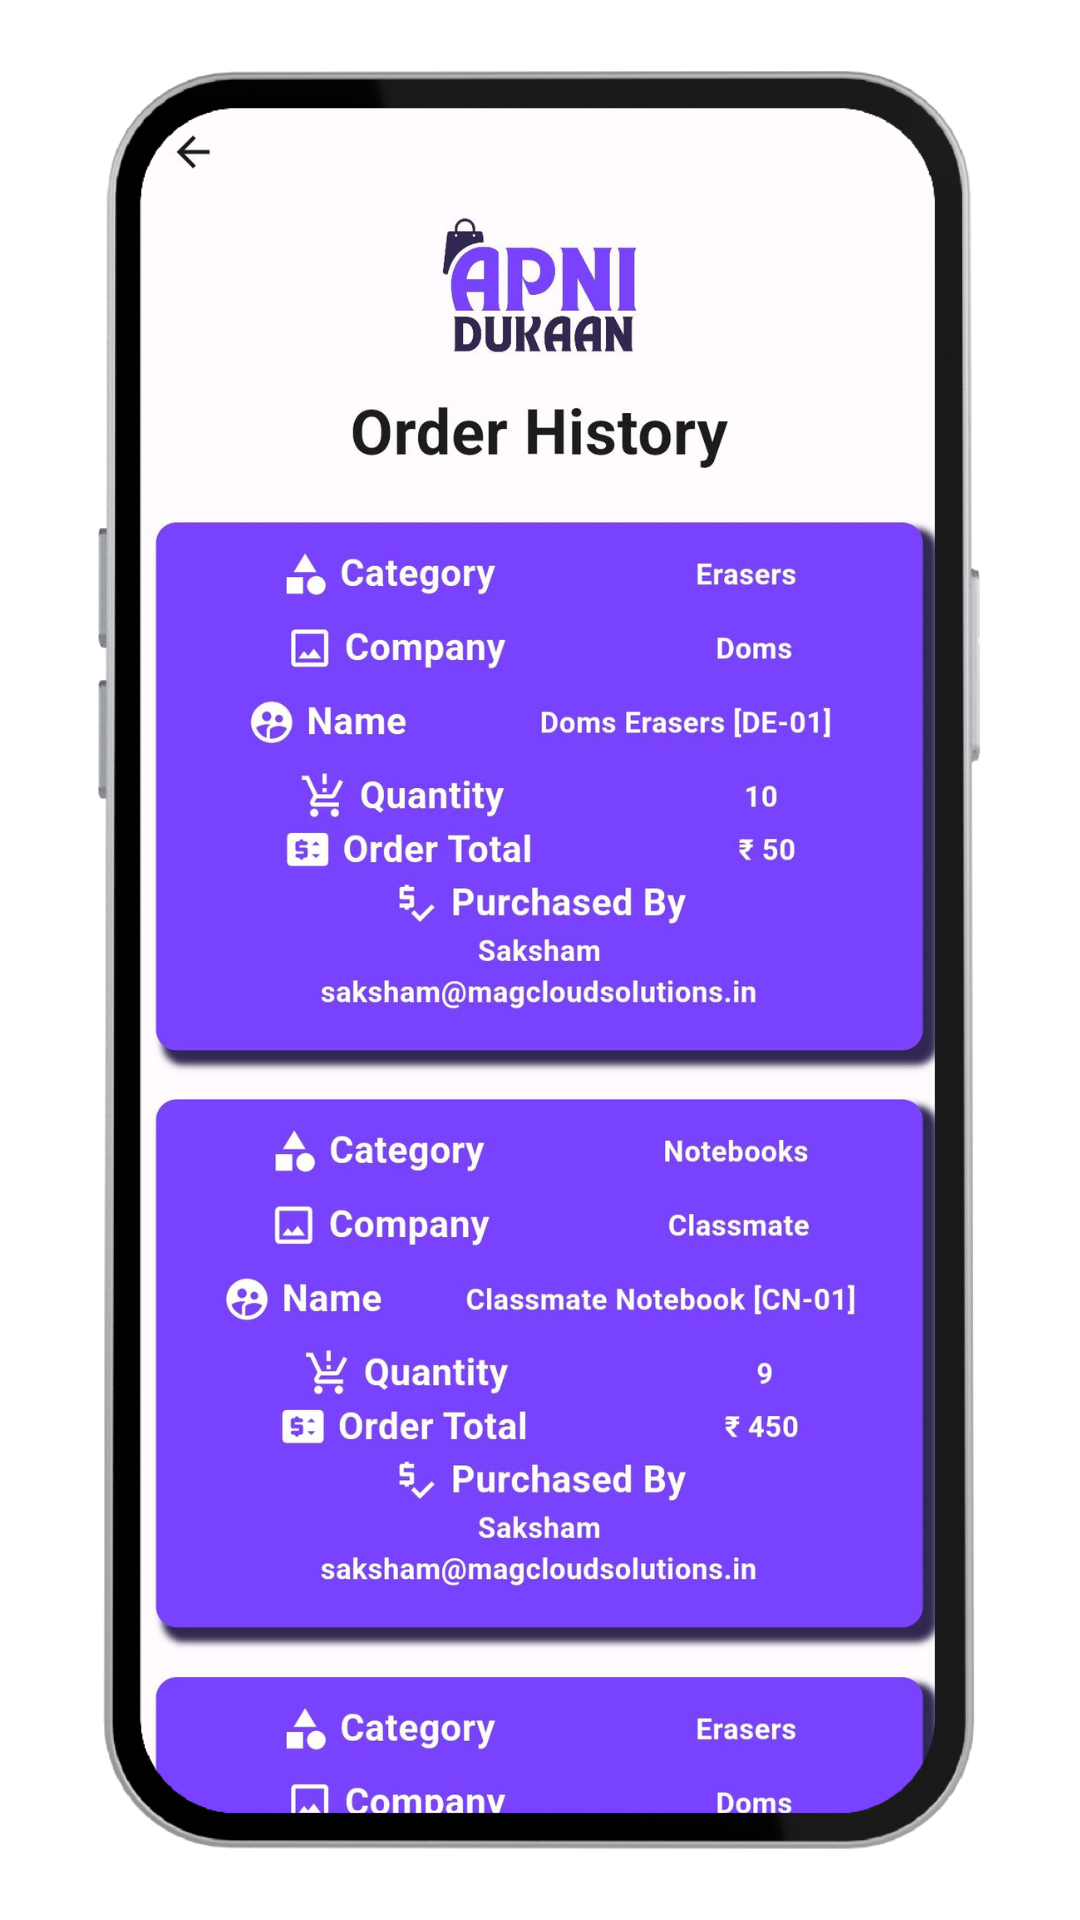 APNI
DUKAAN
Order History
Category Erasers
Company Doms
Name Doms Erasers [DE-01]
Quantity 10
Order Total ₹ 50
Purchased By
Saksham
saksham@magcloudsolutions.in
Category Notebooks
Company Classmate
Name Classmate Notebook [CN-01]
Quantity 9
Order Total ₹ 450
Purchased By
Saksham
saksham@magcloudsolutions.in
Category Erasers
Company Doms